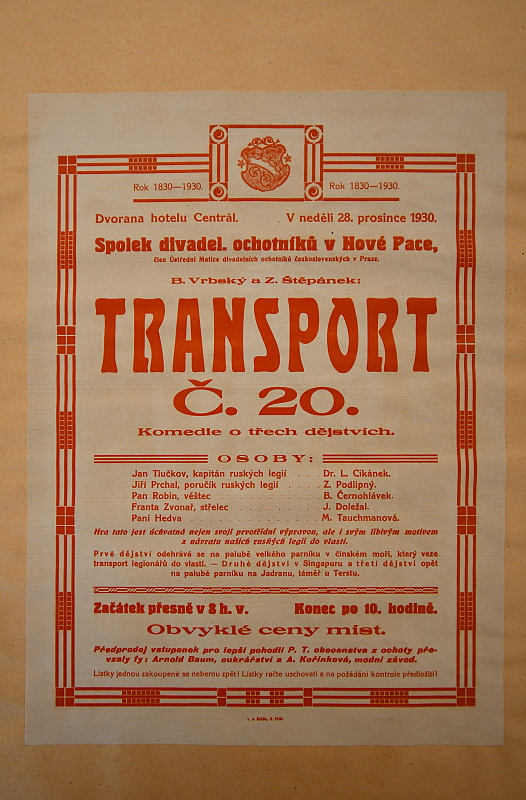 Rok 1830—1930. Rok 1830—1930.
Dvorana hotelu Centrál. V neděli 28. prosince 1930.
Spolek divadel. ochotníků v Nové Pace,
člen Ústřední Matice divadelních ochotníků československých v Praze.
B. Vrbský a Z. Štěpánek:
TRANSPORT
Č. 20.
Komedie o třech dějstvích.
OSOBY:
Jan Tlučkov, kapitán ruských legií . . . . Dr. L. Cikánek.
Jiří Prchal, poručík ruských legií . . . . Z. Podlipný.
Pan Robin, věštec . . . . B. Černohlávek.
Franta Zvonař, střelec . . . . J. Doležal.
Paní Hedva . . . . M. Tauchmanová.
Hra tato jest úchvatná nejen svojí prvotřídní výpravou, ale i svým líbivým motivem
z návratu našich ruských legií do vlasti.
Prvé dějství odehrává se na palubě velkého parníku v čínském moři, který veze
transport legionářů do vlasti. — Druhé dějství v Singapuru a třetí dějství opět
na palubě parníku na Jadranu, téměř u Terstu.
Začátek přesně v 8 h. v. Konec po 10. hodině.
Obvyklé ceny míst.
Předprodej vstupenek pro lepší pohodlí P. T. obecenstva z ochoty pře-
vzaly fy: Arnold Baum, cukrářství a A. Kořínková, modní závod.
Lístky jednou zakoupené se neberou zpět! Lístky račte uschovati a na požádání kontrole předložiti!